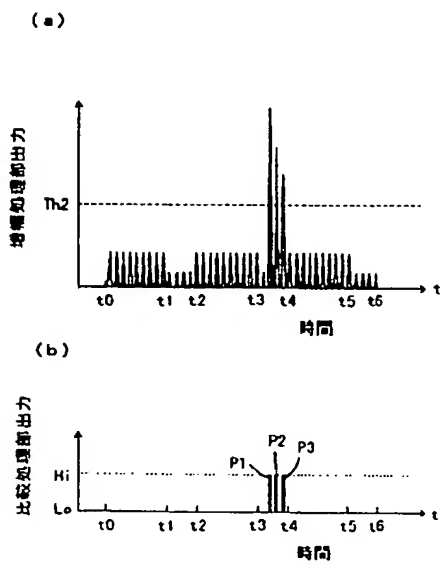 (a)
増幅処理部出力
Th2
t0 t1 t2 t3 t4 t5 t6 t
時間
(b)
比較処理部出力
P1 P2 P3
Hi
Lo
t0 t1 t2 t3 t4 t5 t6 t
時間